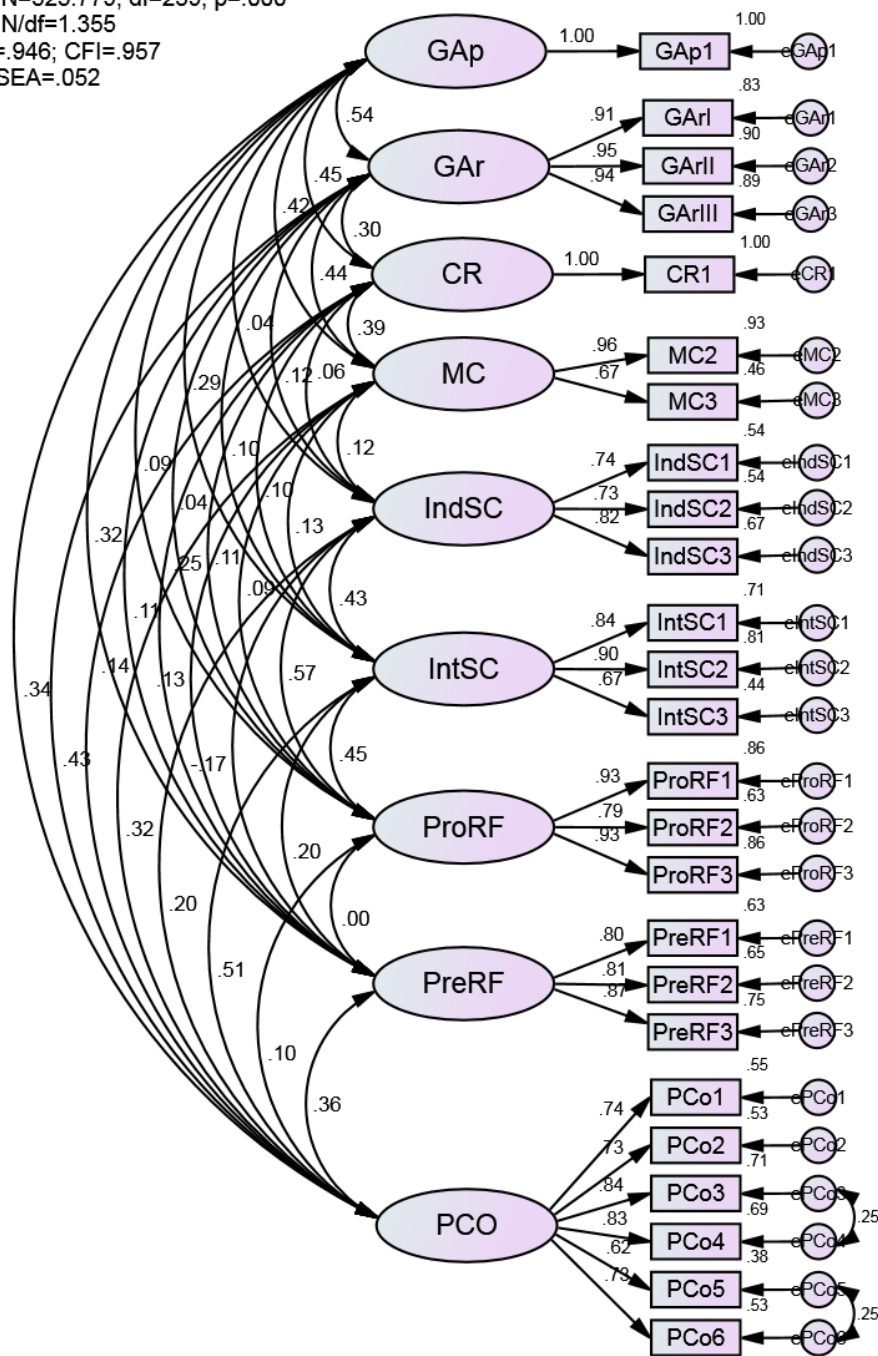 N/df=1.355
=.946; CFI=.957
SEA=.052
GAp
1.00
GAp1
1.00
eGAp1
.54
GAr
.91
.95
.94
GArI
GArII
GArIII
.83
.90
.89
eGAr1
eGAr2
eGAr3
.45
.42
.30
CR
1.00
CR1
1.00
eCR1
.44
.39
MC
.96
.67
MC2
MC3
.93
.46
eMC2
eMC3
.04
.12
.06
.12
IndSC
.74
.73
.82
IndSC1
IndSC2
IndSC3
.54
.54
.67
eIndSC1
eIndSC2
eIndSC3
.29
.10
.10
.13
.43
IntSC
.84
.90
.67
IntSC1
IntSC2
IntSC3
.71
.81
.44
eIntSC1
eIntSC2
eIntSC3
.09
.04
.11
.09
.57
.45
ProRF
.93
.79
.93
ProRF1
ProRF2
ProRF3
.86
.63
.86
eProRF1
eProRF2
eProRF3
.32
.25
.11
.14
.13
-.17
.20
.00
PreRF
.80
.81
.87
PreRF1
PreRF2
PreRF3
.63
.65
.75
ePreRF1
ePreRF2
ePreRF3
.34
.43
.32
.20
.51
.10
.36
PCO
.74
.73
.84
.83
.62
.73
PCo1
PCo2
PCo3
PCo4
PCo5
PCo6
.55
.53
.71
.69
.38
.53
ePCo1
ePCo2
ePCo3
ePCo4
ePCo5
ePCo6
.25
.25